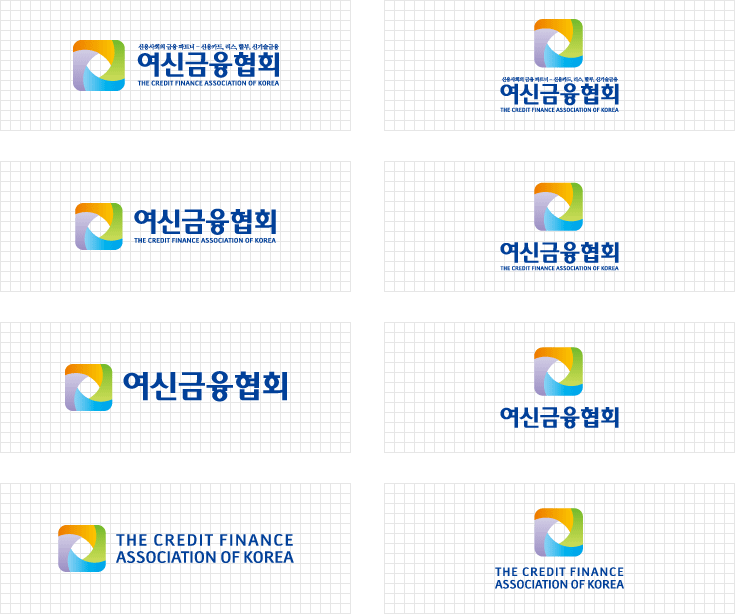 신용사회의 금융 파트너 – 신용카드, 리스, 할부, 신기술금융
여신금융협회
THE CREDIT FINANCE ASSOCIATION OF KOREA
신용사회의 금융 파트너 – 신용카드, 리스, 할부, 신기술금융
여신금융협회
THE CREDIT FINANCE ASSOCIATION OF KOREA
여신금융협회
THE CREDIT FINANCE ASSOCIATION OF KOREA
여신금융협회
THE CREDIT FINANCE ASSOCIATION OF KOREA
여신금융협회
여신금융협회
THE CREDIT FINANCE
ASSOCIATION OF KOREA
THE CREDIT FINANCE
ASSOCIATION OF KOREA